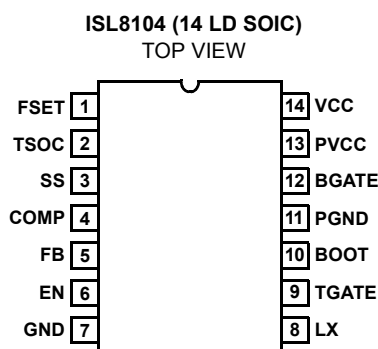 ISL8104 (14 LD SOIC)
TOP VIEW
FSET 1 14 VCC
TSOC 2 13 PVCC
SS 3 12 BGATE
COMP 4 11 PGND
FB 5 10 BOOT
EN 6 9 TGATE
GND 7 8 LX